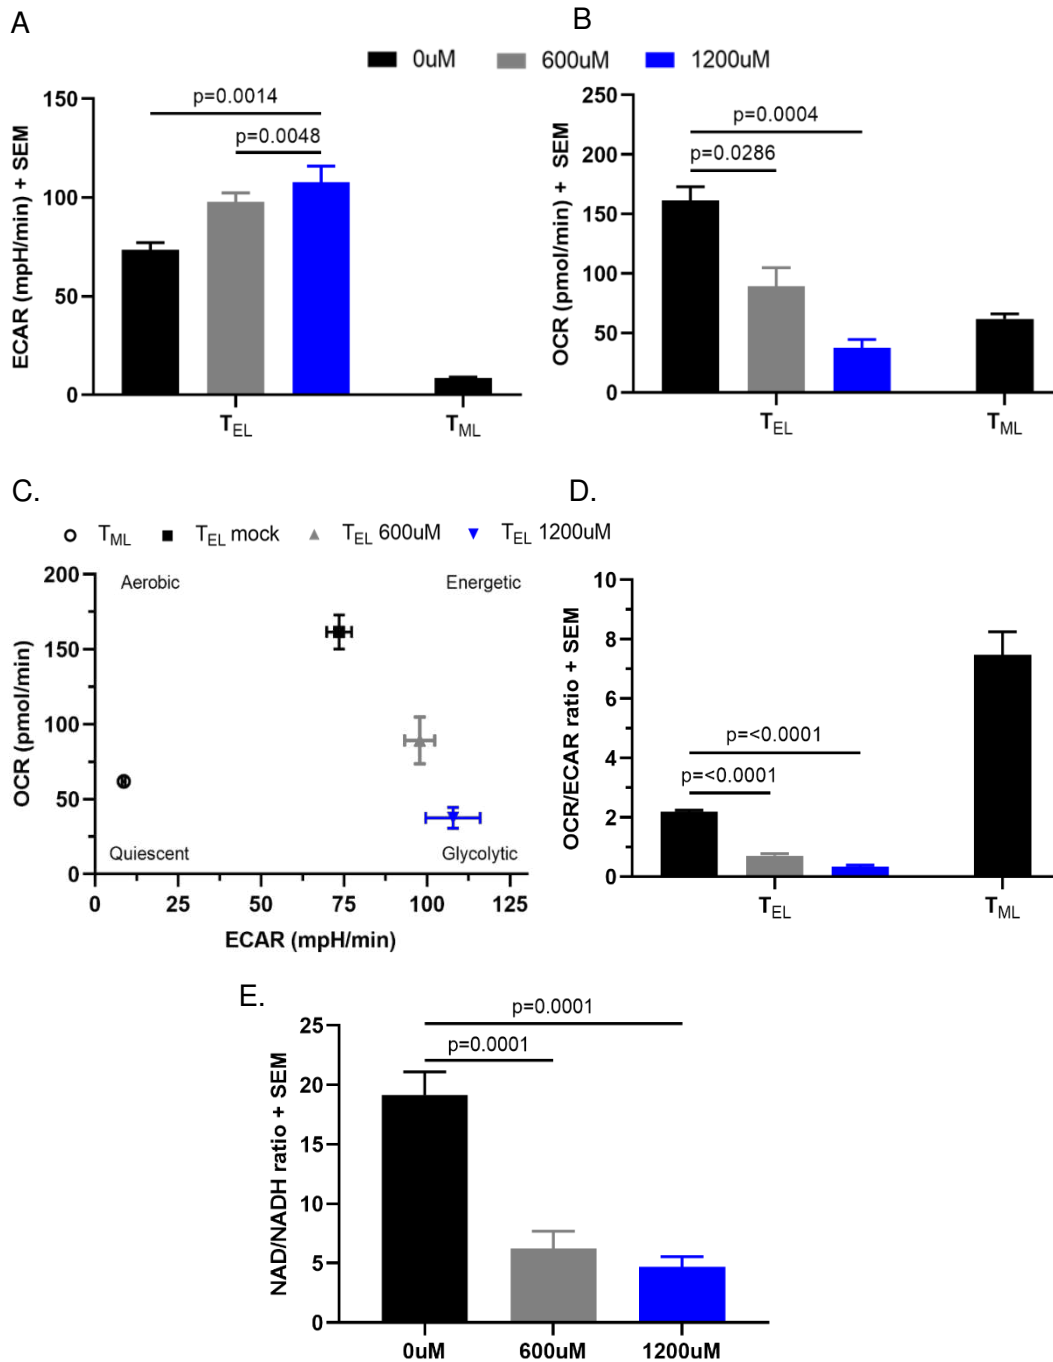 A
B
0uM 600uM 1200uM
ECAR (mpH/min) + SEM
150
100
50
0
p=0.0014
p=0.0048
TEL
TML
OCR (pmol/min) + SEM
250
200
150
100
50
0
p=0.0004
p=0.0286
TEL
TML
C.
TML TEL mock TEL 600uM TEL 1200uM
OCR (pmol/min)
200
150
100
50
0
Aerobic
Energetic
Quiescent
Glycolytic
0 25 50 75 100 125
ECAR (mpH/min)
D.
OCR/ECAR ratio + SEM
10
8
6
4
2
0
p=<0.0001
p=<0.0001
TEL
TML
E.
NAD/NADH ratio + SEM
25
20
15
10
5
0
p=0.0001
p=0.0001
0uM 600uM 1200uM